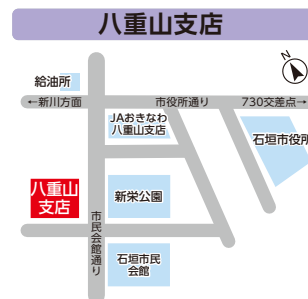 八重山支店
N
給油所
←新川方面
市役所通り
730交差点→
JAおきなわ
八重山支店
石垣市役所
八重山
支店
新栄公園
市民会館通り
石垣市民
会館